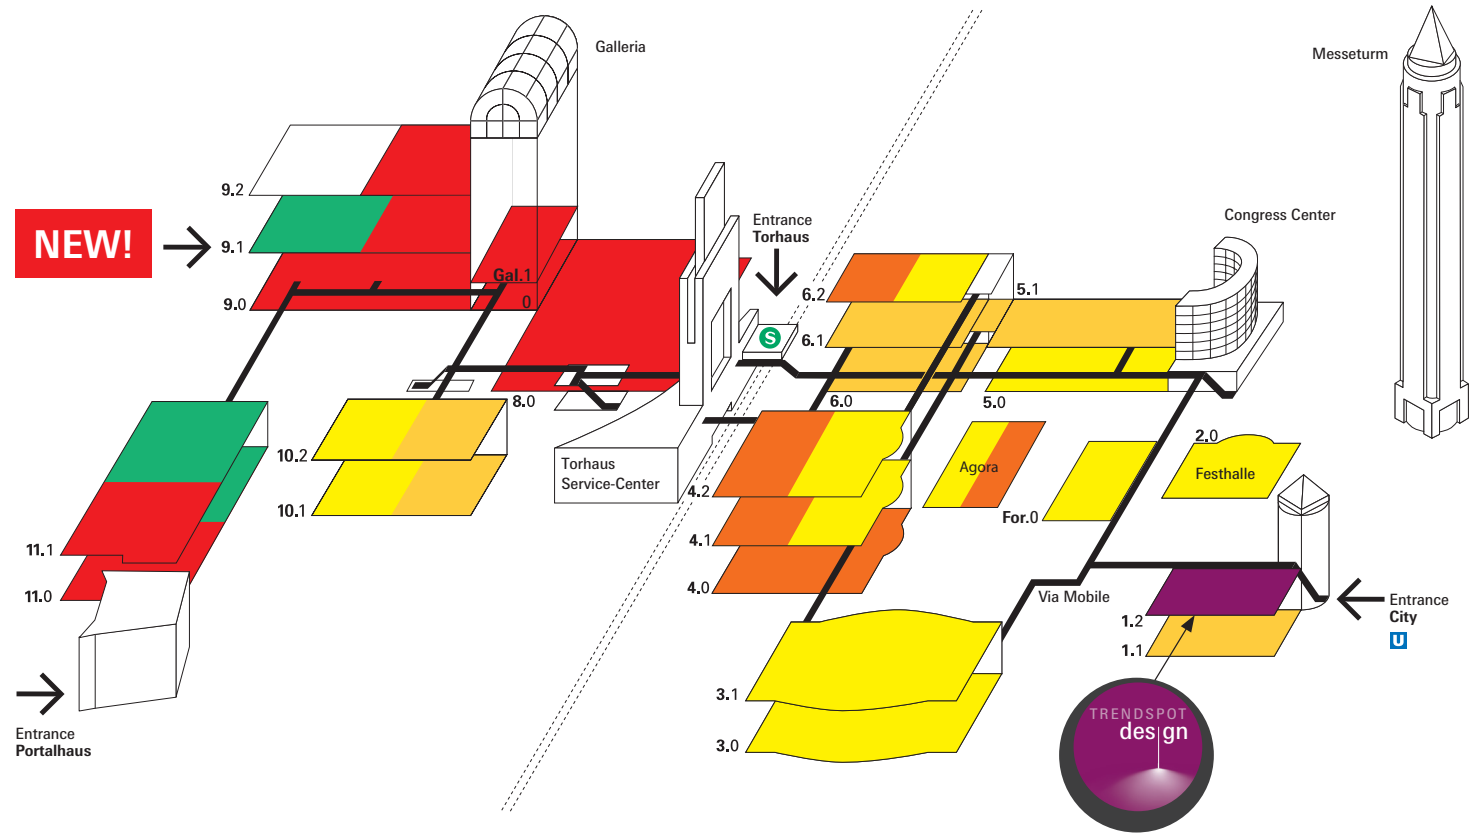 Galleria
Messeturm
9.2
NEW!
9.1
9.0
Gal.1
0
Entrance
Torhaus
S
Congress Center
6.2
5.1
6.1
6.0
5.0
8.0
10.2
10.1
Torhaus
Service-Center
4.2
4.1
4.0
Agora
For.0
2.0
Festhalle
11.1
11.0
Entrance
Portalhaus
Via Mobile
1.2
1.1
Entrance
City
U
3.1
3.0
TRENDSPOT
design